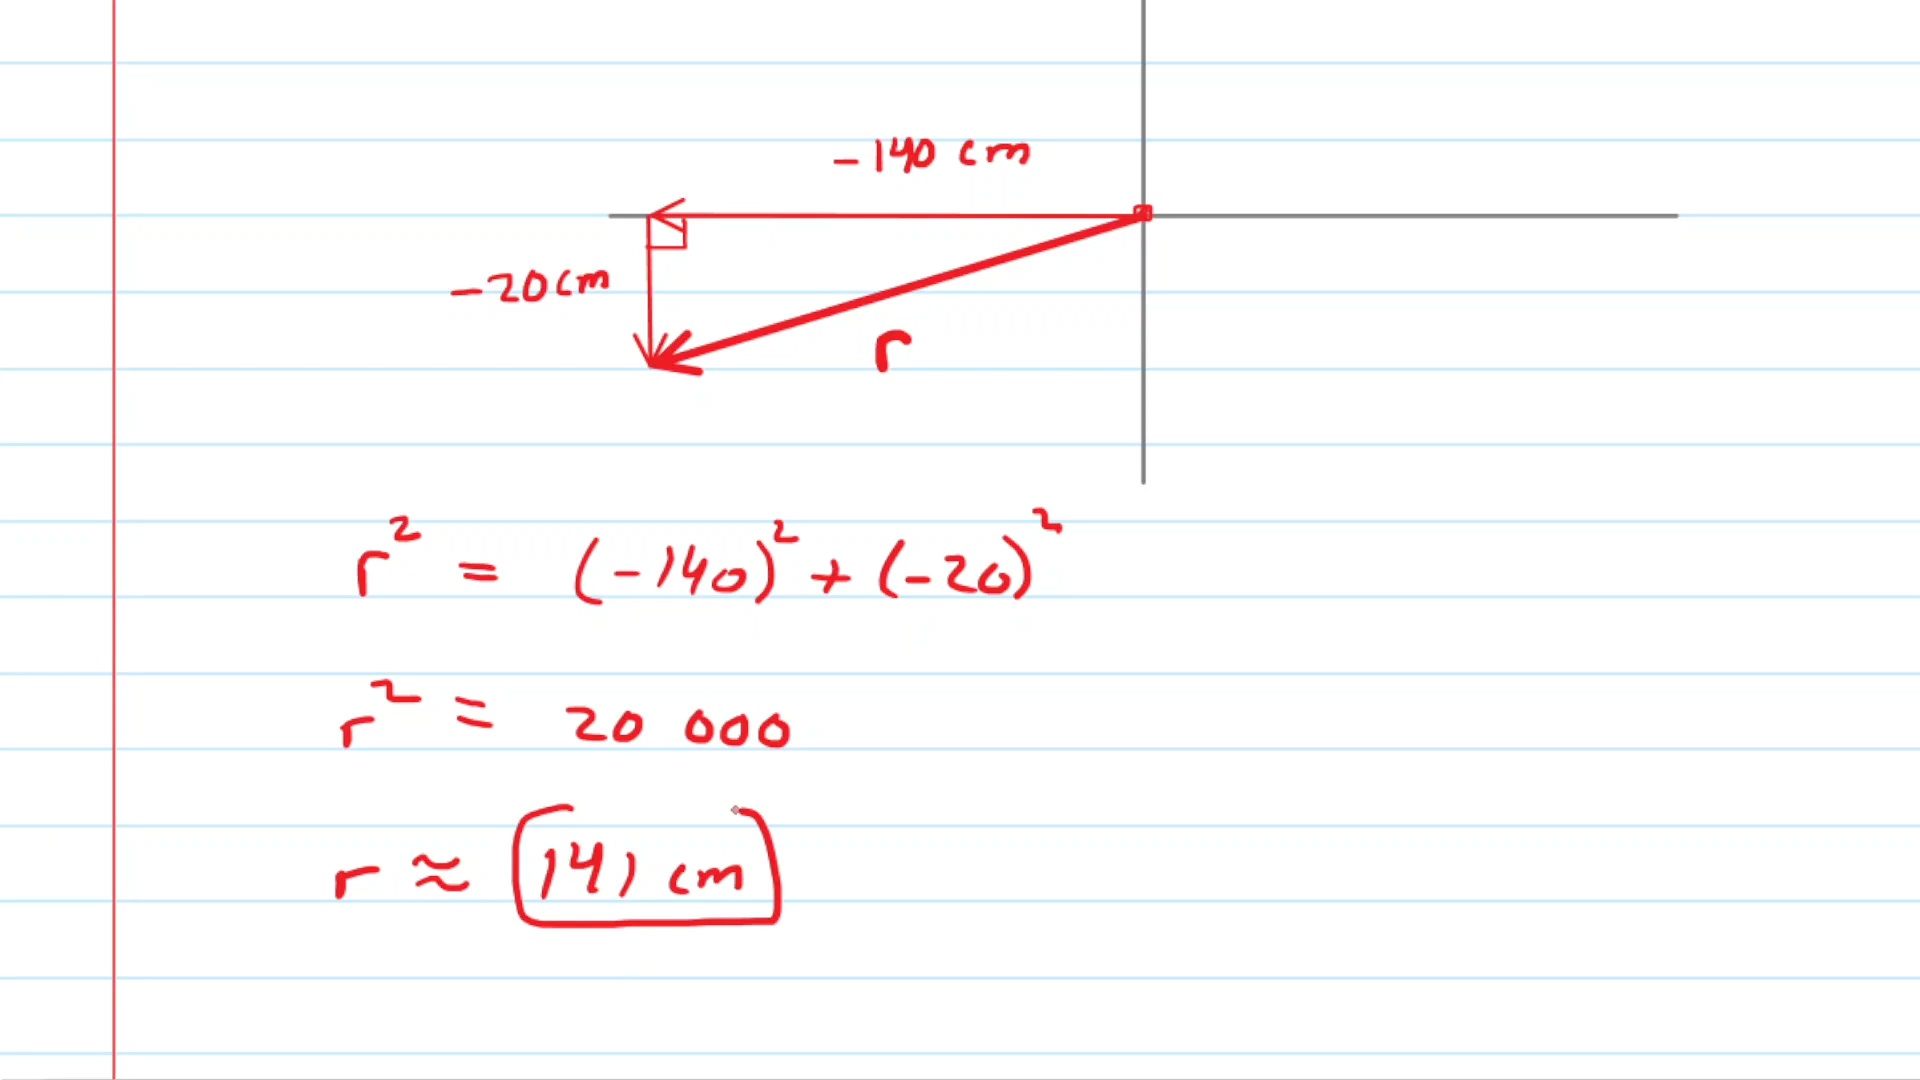 -140 cm
-20cm
r
r² = (-140)² + (-20)²
r² = 20 000
r ≈ 141 cm